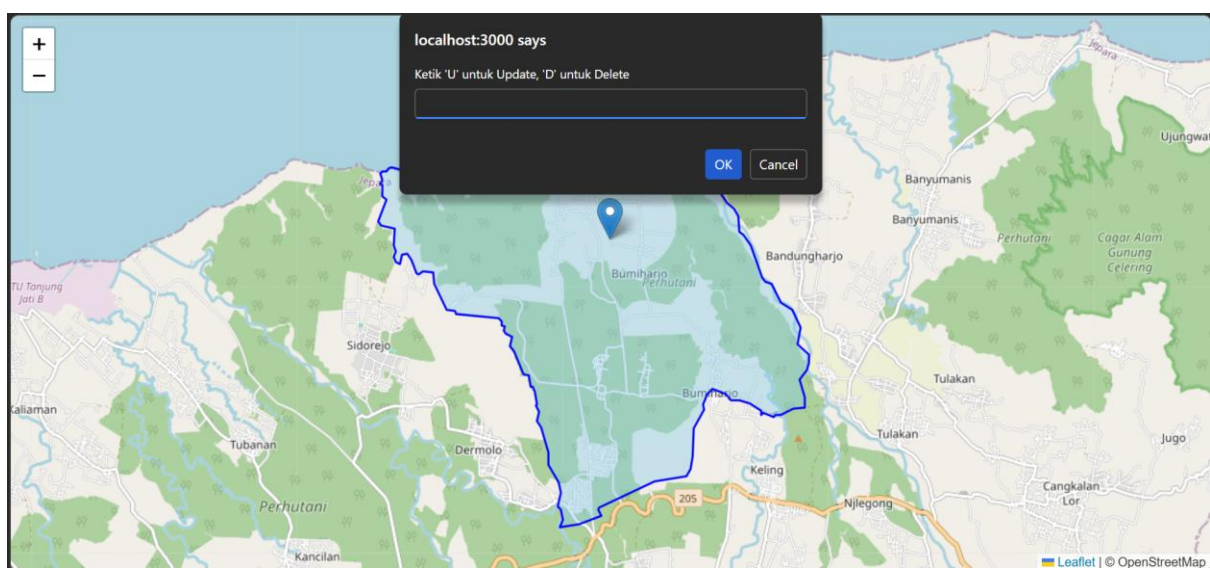 +
−
localhost:3000 says
Ketik 'U' untuk Update, 'D' untuk Delete
OK
Cancel
Jepara
Ujungwat
Banyumanis
Banyumanis
Perhutani
Cagar Alam
Gunung
Celering
Jepara
Bandungharjo
Bumiharjo
Perhutani
TU Tanjung
Jati B
Sidorejo
Tulakan
Bumiharjo
Kaliaman
Tubanan
Dermolo
Tulakan
Jugo
Keling
205
Cangkalan
Lor
Njlegong
Perhutani
Kancilan
Leaflet | © OpenStreetMap